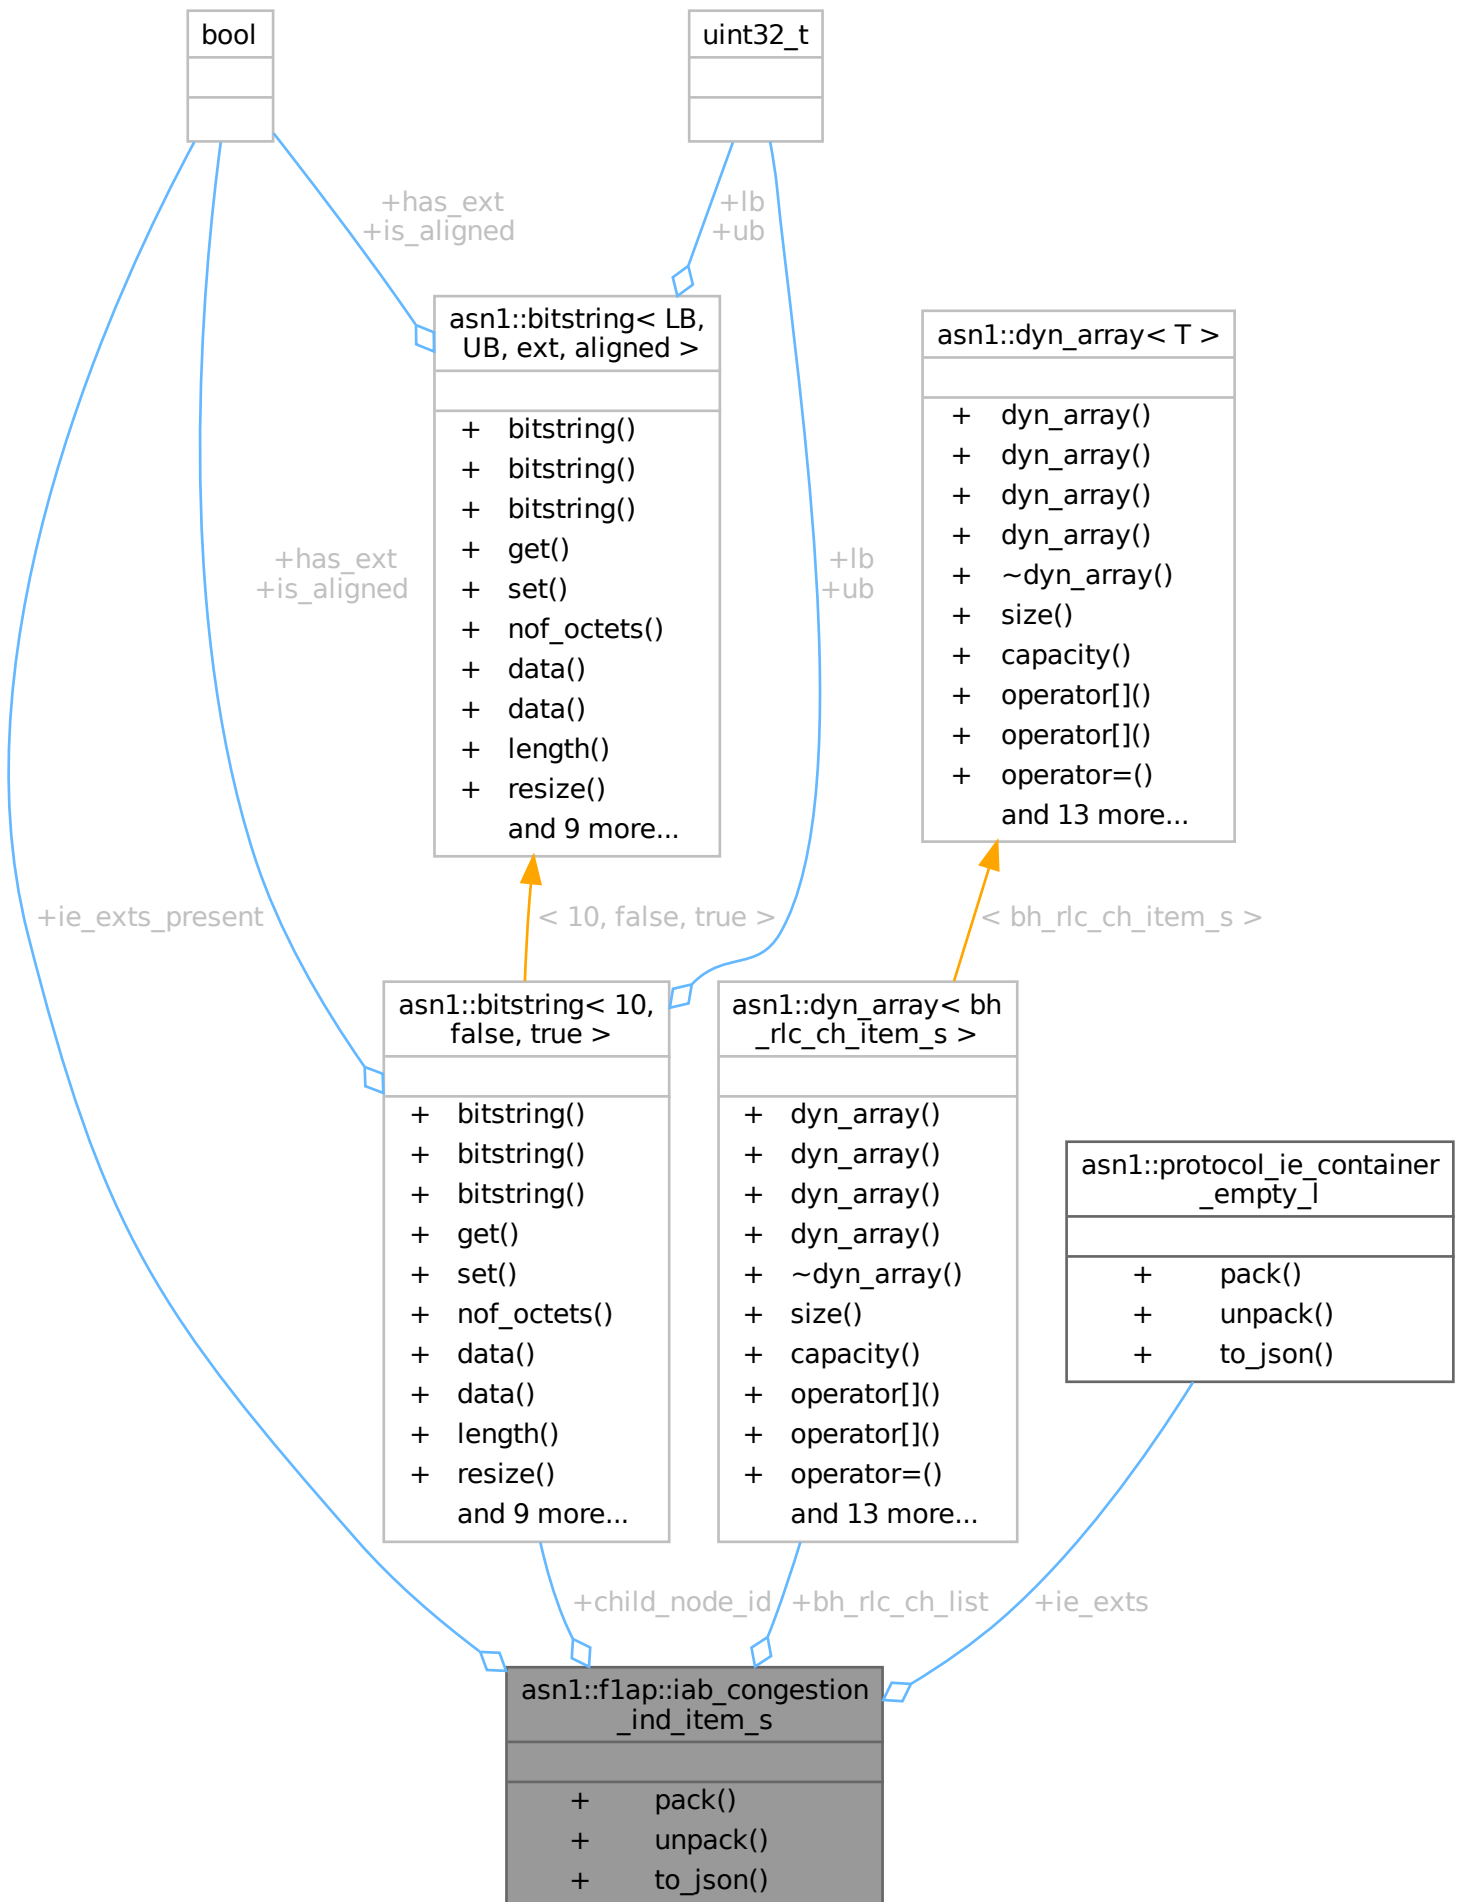 bool
uint32_t
+has_ext
+is_aligned
+lb
+ub
asn1::bitstring< LB,
UB, ext, aligned >
+ bitstring()
+ bitstring()
+ bitstring()
+ get()
+ set()
+ nof_octets()
+ data()
+ data()
+ length()
+ resize()
and 9 more...
asn1::dyn_array< T >
+ dyn_array()
+ dyn_array()
+ dyn_array()
+ dyn_array()
+ ~dyn_array()
+ size()
+ capacity()
+ operator[]()
+ operator[]()
+ operator=()
and 13 more...
+has_ext
+is_aligned
+lb
+ub
+ie_exts_present
< 10, false, true >
< bh_rlc_ch_item_s >
asn1::bitstring< 10,
false, true >
+ bitstring()
+ bitstring()
+ bitstring()
+ get()
+ set()
+ nof_octets()
+ data()
+ data()
+ length()
+ resize()
and 9 more...
asn1::dyn_array< bh
_rlc_ch_item_s >
+ dyn_array()
+ dyn_array()
+ dyn_array()
+ dyn_array()
+ ~dyn_array()
+ size()
+ capacity()
+ operator[]()
+ operator[]()
+ operator=()
and 13 more...
asn1::protocol_ie_container
_empty_l
+ pack()
+ unpack()
+ to_json()
+child_node_id
+bh_rlc_ch_list
+ie_exts
asn1::f1ap::iab_congestion
_ind_item_s
+ pack()
+ unpack()
+ to_json()